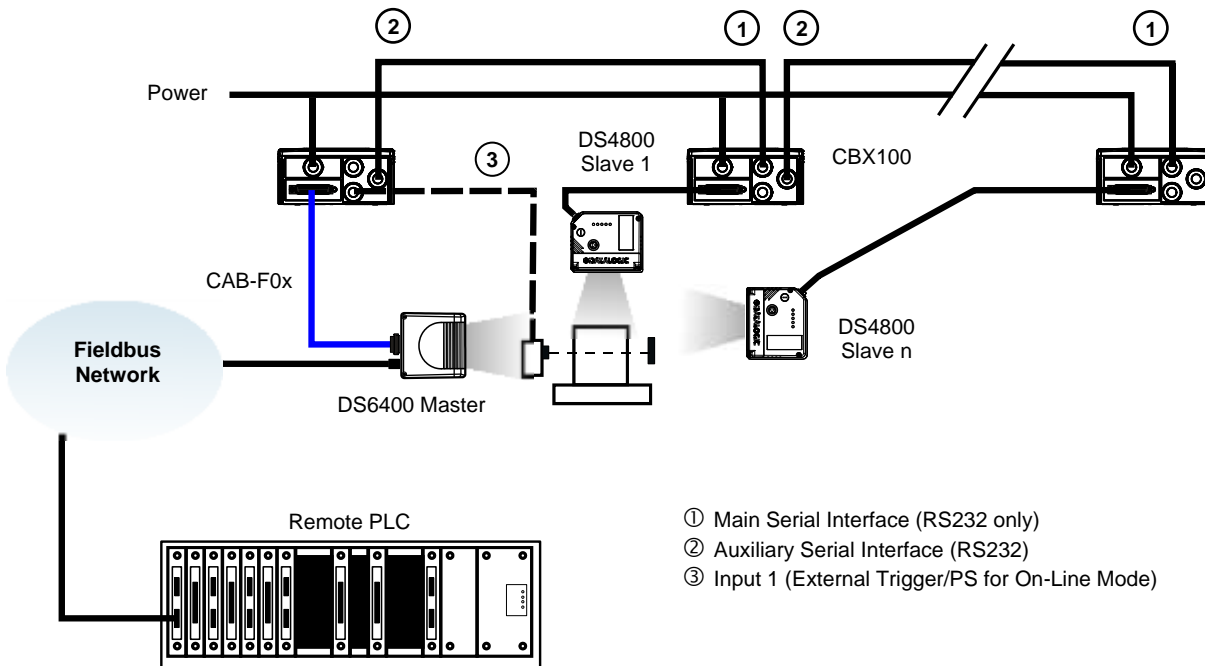 ② ① ② ①
Power
③
DS4800
Slave 1
CBX100
CAB-F0x
DS4800
Slave n
Fieldbus
Network
DS6400 Master
Remote PLC
① Main Serial Interface (RS232 only)
② Auxiliary Serial Interface (RS232)
③ Input 1 (External Trigger/PS for On-Line Mode)